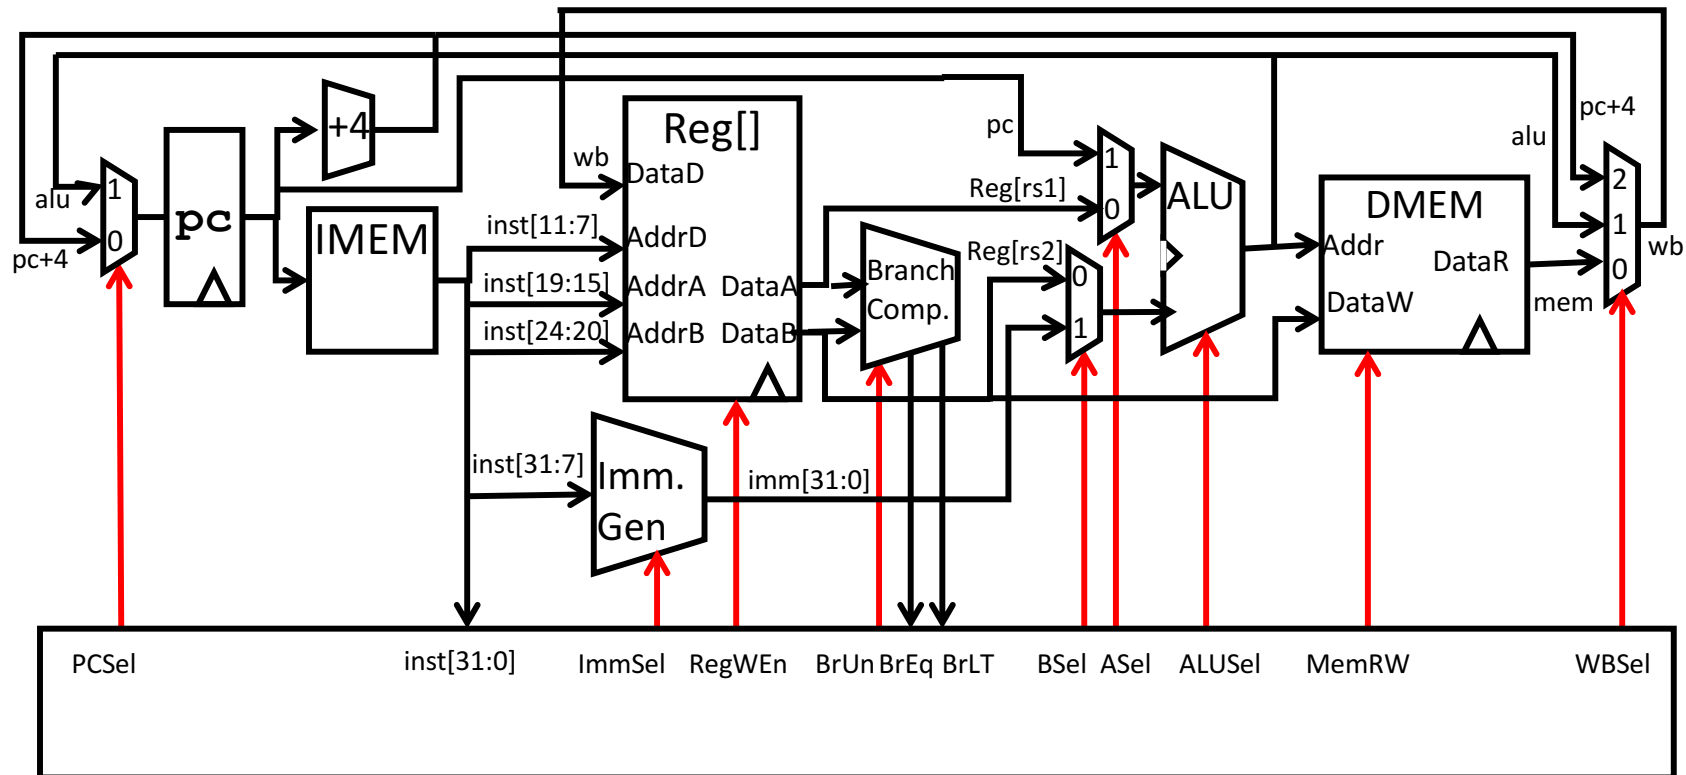 pc+4
alu
pc
+4
Reg[]
wb
DataD
alu
1
pc
IMEM
inst[11:7]
AddrD
0
pc+4
inst[19:15]
AddrA
DataA
inst[24:20]
AddrB
DataB
Branch
Comp.
Reg[rs1]
1
0
Reg[rs2]
0
1
ALU
DMEM
Addr
DataR
DataW
mem
2
1
0
wb
inst[31:7]
Imm.
Gen
imm[31:0]
PCSel
inst[31:0]
ImmSel
RegWEn
BrUn
BrEq
BrLT
BSel
ASel
ALUSel
MemRW
WBSel